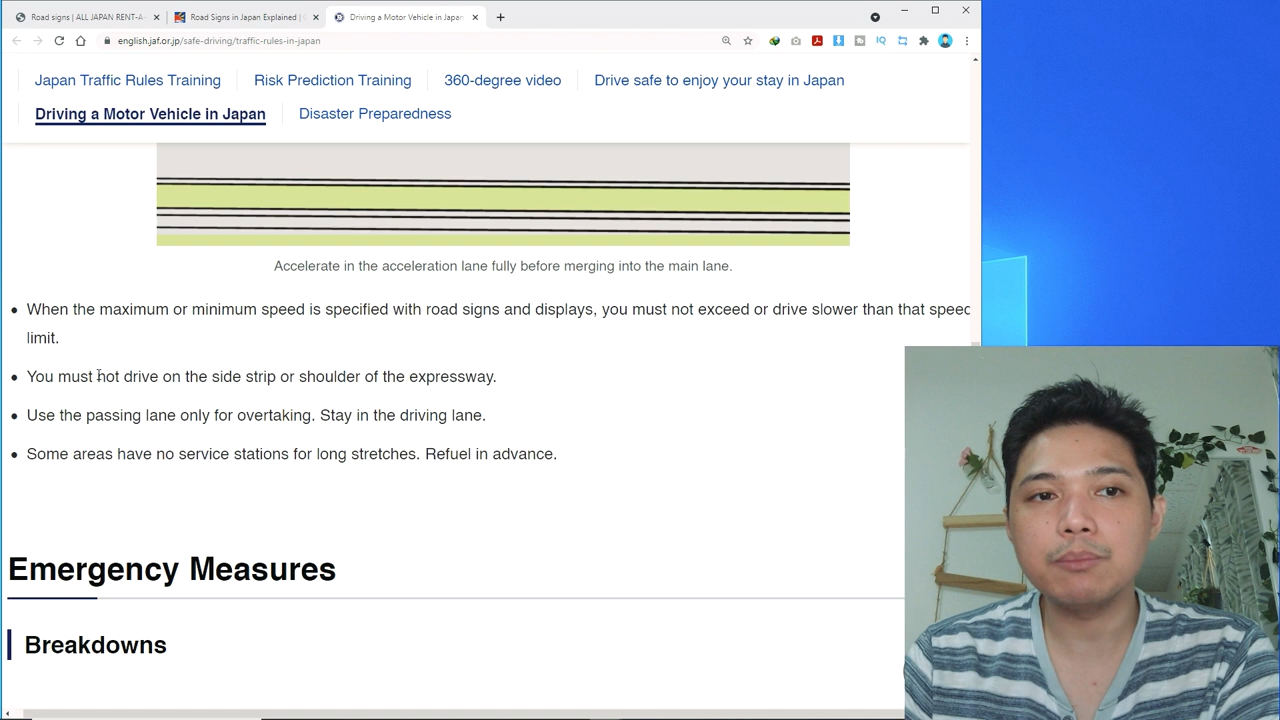 Road signs | ALL JAPAN RENT-A-
Road Signs in Japan Explained |
Driving a Motor Vehicle in Japan
english.jaf.or.jp/safe-driving/traffic-rules-in-japan
Japan Traffic Rules Training
Risk Prediction Training
360-degree video
Drive safe to enjoy your stay in Japan
Driving a Motor Vehicle in Japan
Disaster Preparedness
Accelerate in the acceleration lane fully before merging into the main lane.
• When the maximum or minimum speed is specified with road signs and displays, you must not exceed or drive slower than that speed
limit.
• You must not drive on the side strip or shoulder of the expressway.
• Use the passing lane only for overtaking. Stay in the driving lane.
• Some areas have no service stations for long stretches. Refuel in advance.
Emergency Measures
Breakdowns